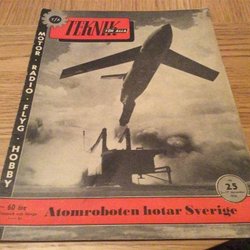 TEKNIK
FÖR ALLA
MOTOR - RADIO - FLYG - HOBBY
25
60 öre
Atomroboten hotar Sverige